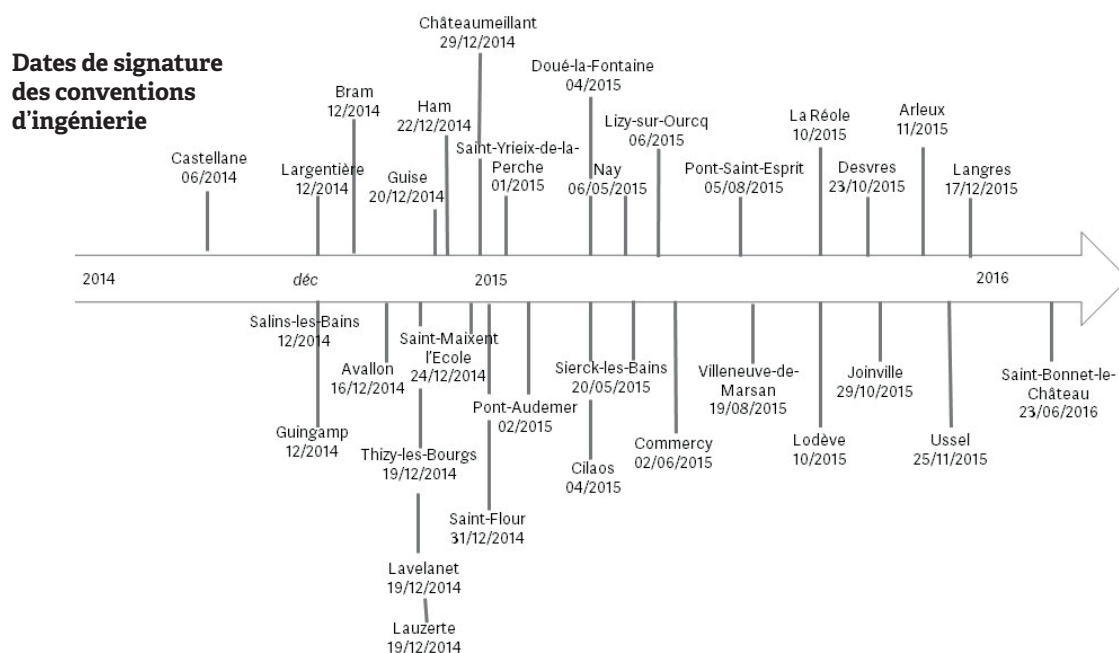 Dates de signature
des conventions
d'ingénierie
Châteaumeillant
29/12/2014
Doué-la-Fontaine
04/2015
Bram
12/2014
Ham
22/12/2014
Lizy-sur-Ourcq
06/2015
La Réole
10/2015
Arleux
11/2015
Castellane
06/2014
Largentière
12/2014
Guise
20/12/2014
Saint-Yrieix-de-la-
Perche
01/2015
Nay
06/05/2015
Pont-Saint-Esprit
05/08/2015
Desvres
23/10/2015
Langres
17/12/2015
2014
déc
2015
2016
Salins-les-Bains
12/2014
Avallon
16/12/2014
Saint-Maixent
l'Ecole
24/12/2014
Sierck-les-Bains
20/05/2015
Villeneuve-de-
Marsan
19/08/2015
Joinville
29/10/2015
Saint-Bonnet-le-
Château
23/06/2016
Pont-Audemer
02/2015
Guingamp
12/2014
Thizy-les-Bourgs
19/12/2014
Cilaos
04/2015
Commercy
02/06/2015
Lodève
10/2015
Ussel
25/11/2015
Saint-Flour
31/12/2014
Lavelanet
19/12/2014
Lauzerte
19/12/2014